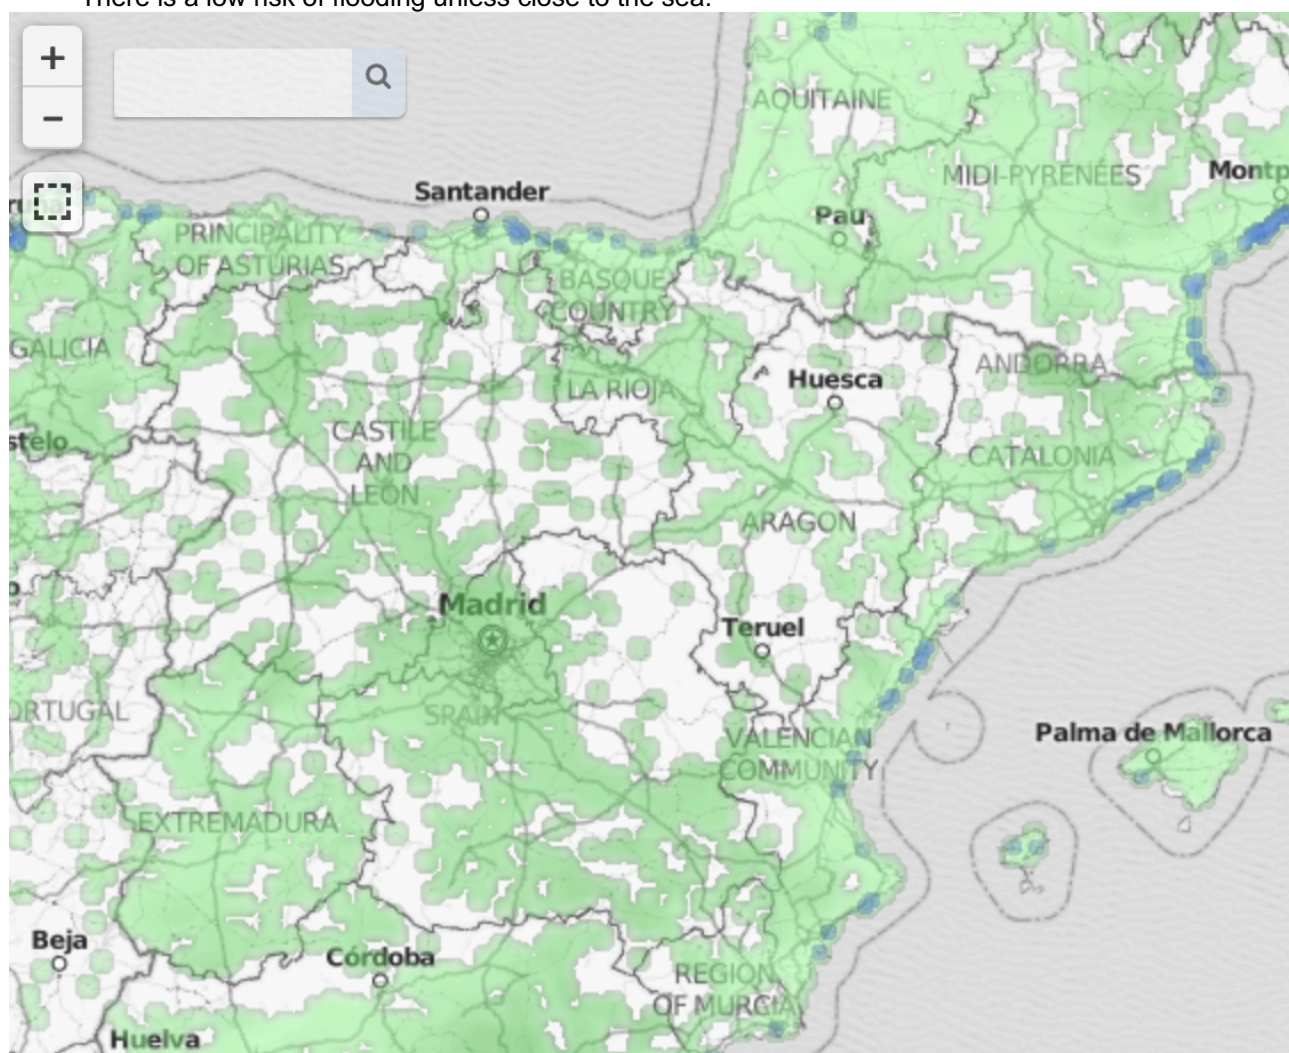 There is a low risk of flooding unless close to the sea.
+
−
AQUITAINE
MIDI-PYRENEES
Montp
Santander
Pau
PRINCIPALITY
OF ASTURIAS
BASQUE
COUNTRY
GALICIA
ANDORRA
Huesca
LA RIOJA
stelo
CASTILE
AND
LEON
CATALONIA
ARAGON
Madrid
Teruel
ORTUGAL
SPAIN
VALENCIAN
COMMUNITY
Palma de Mallorca
EXTREMADURA
Beja
Córdoba
REGION
OF MURCIA
Huelva